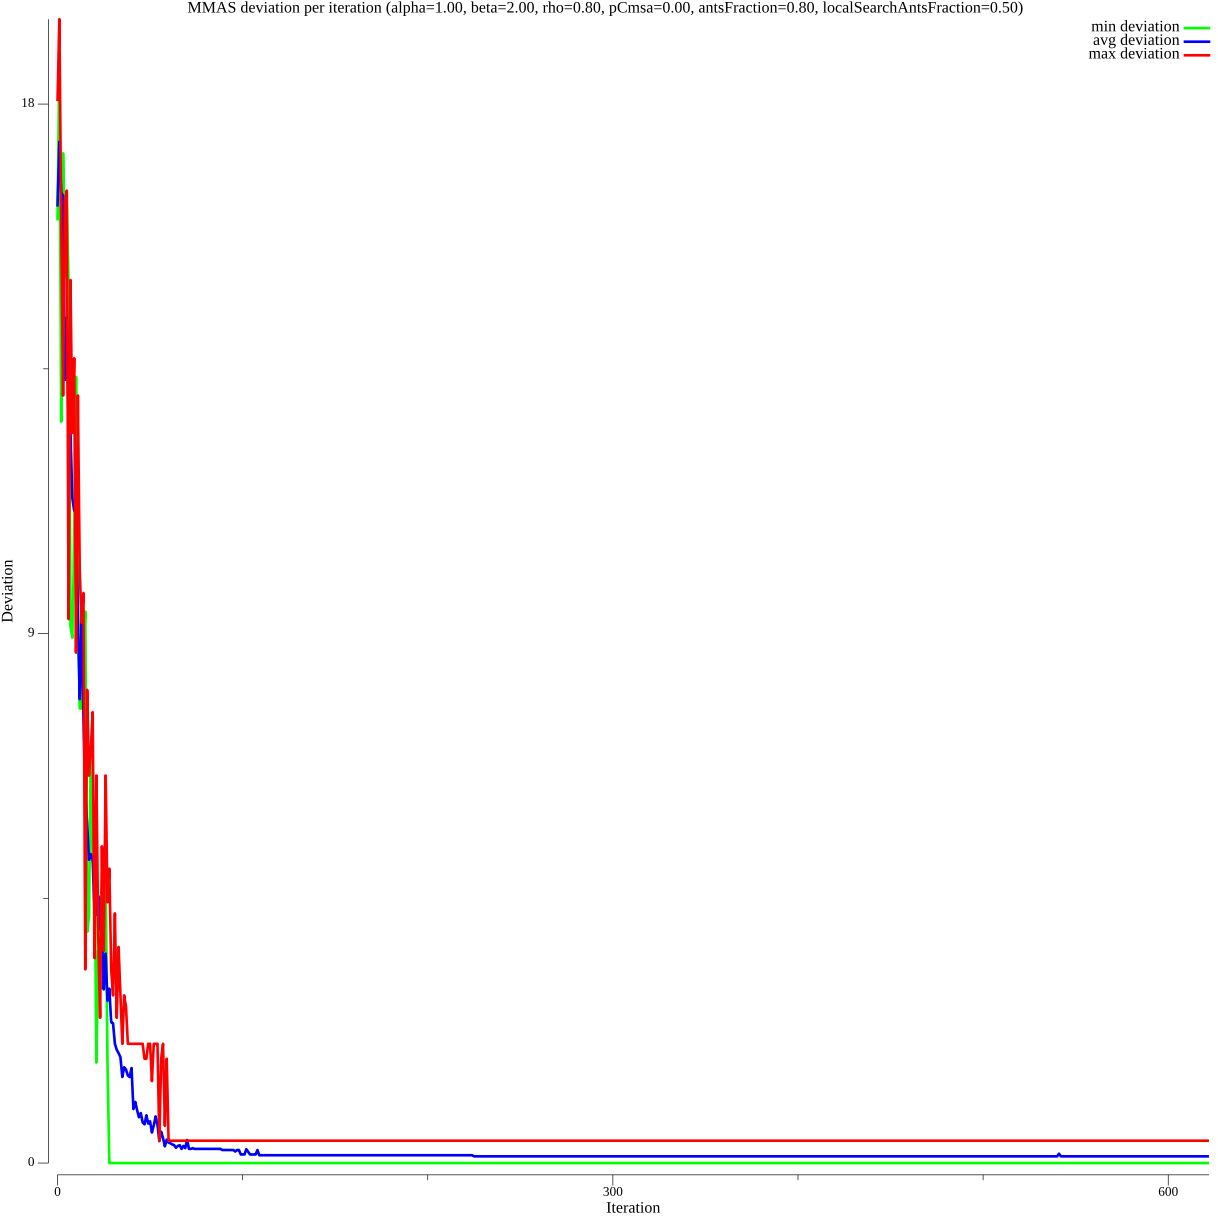 MMAS deviation per iteration (alpha=1.00, beta=2.00, rho=0.80, pCmsa=0.00, antsFraction=0.80, localSearchAntsFraction=0.50)
min deviation
avg deviation
max deviation
18
9
0
Deviation
0
300
600
Iteration